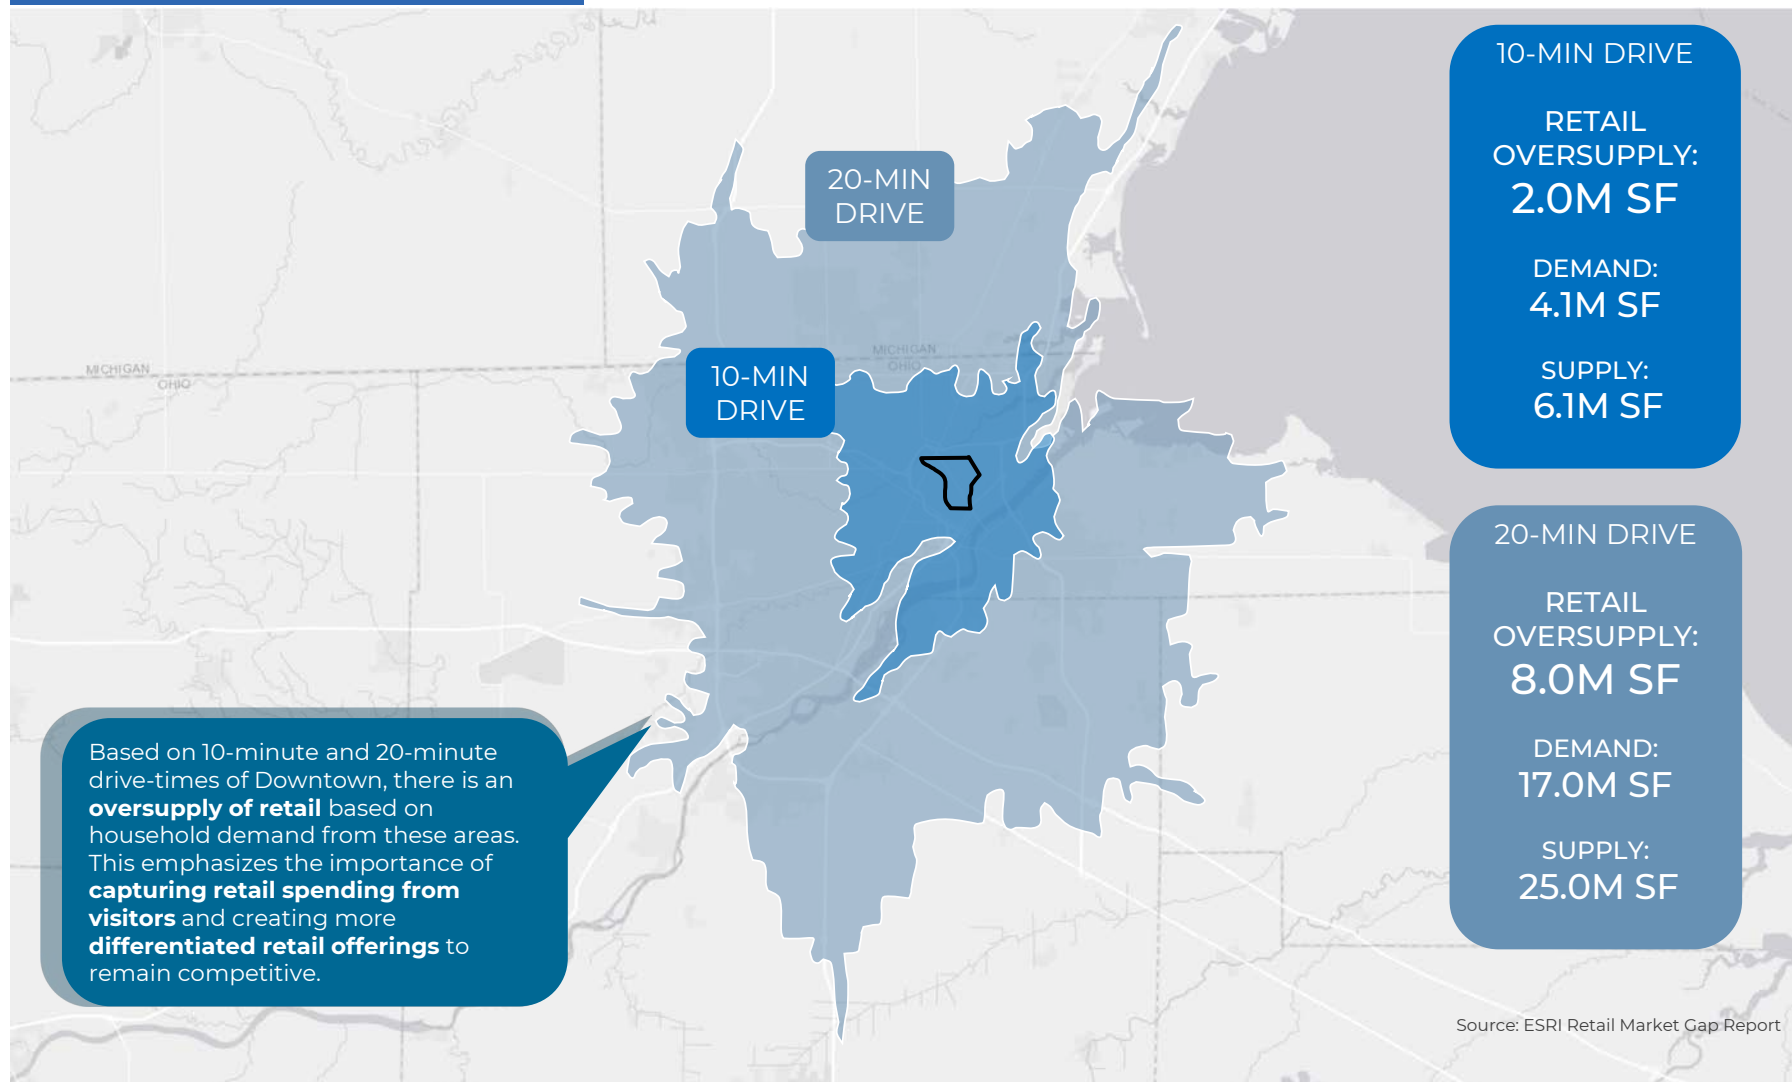 10-MIN DRIVE
RETAIL
OVERSUPPLY:
2.0M SF
DEMAND:
4.1M SF
SUPPLY:
6.1M SF
20-MIN
DRIVE
MICHIGAN
OHIO
MICHIGAN
OHIO
10-MIN
DRIVE
20-MIN DRIVE
RETAIL
OVERSUPPLY:
8.0M SF
DEMAND:
17.0M SF
SUPPLY:
25.0M SF
Based on 10-minute and 20-minute
drive-times of Downtown, there is an
oversupply of retail based on
household demand from these areas.
This emphasizes the importance of
capturing retail spending from
visitors and creating more
differentiated retail offerings to
remain competitive.
Source: ESRI Retail Market Gap Report